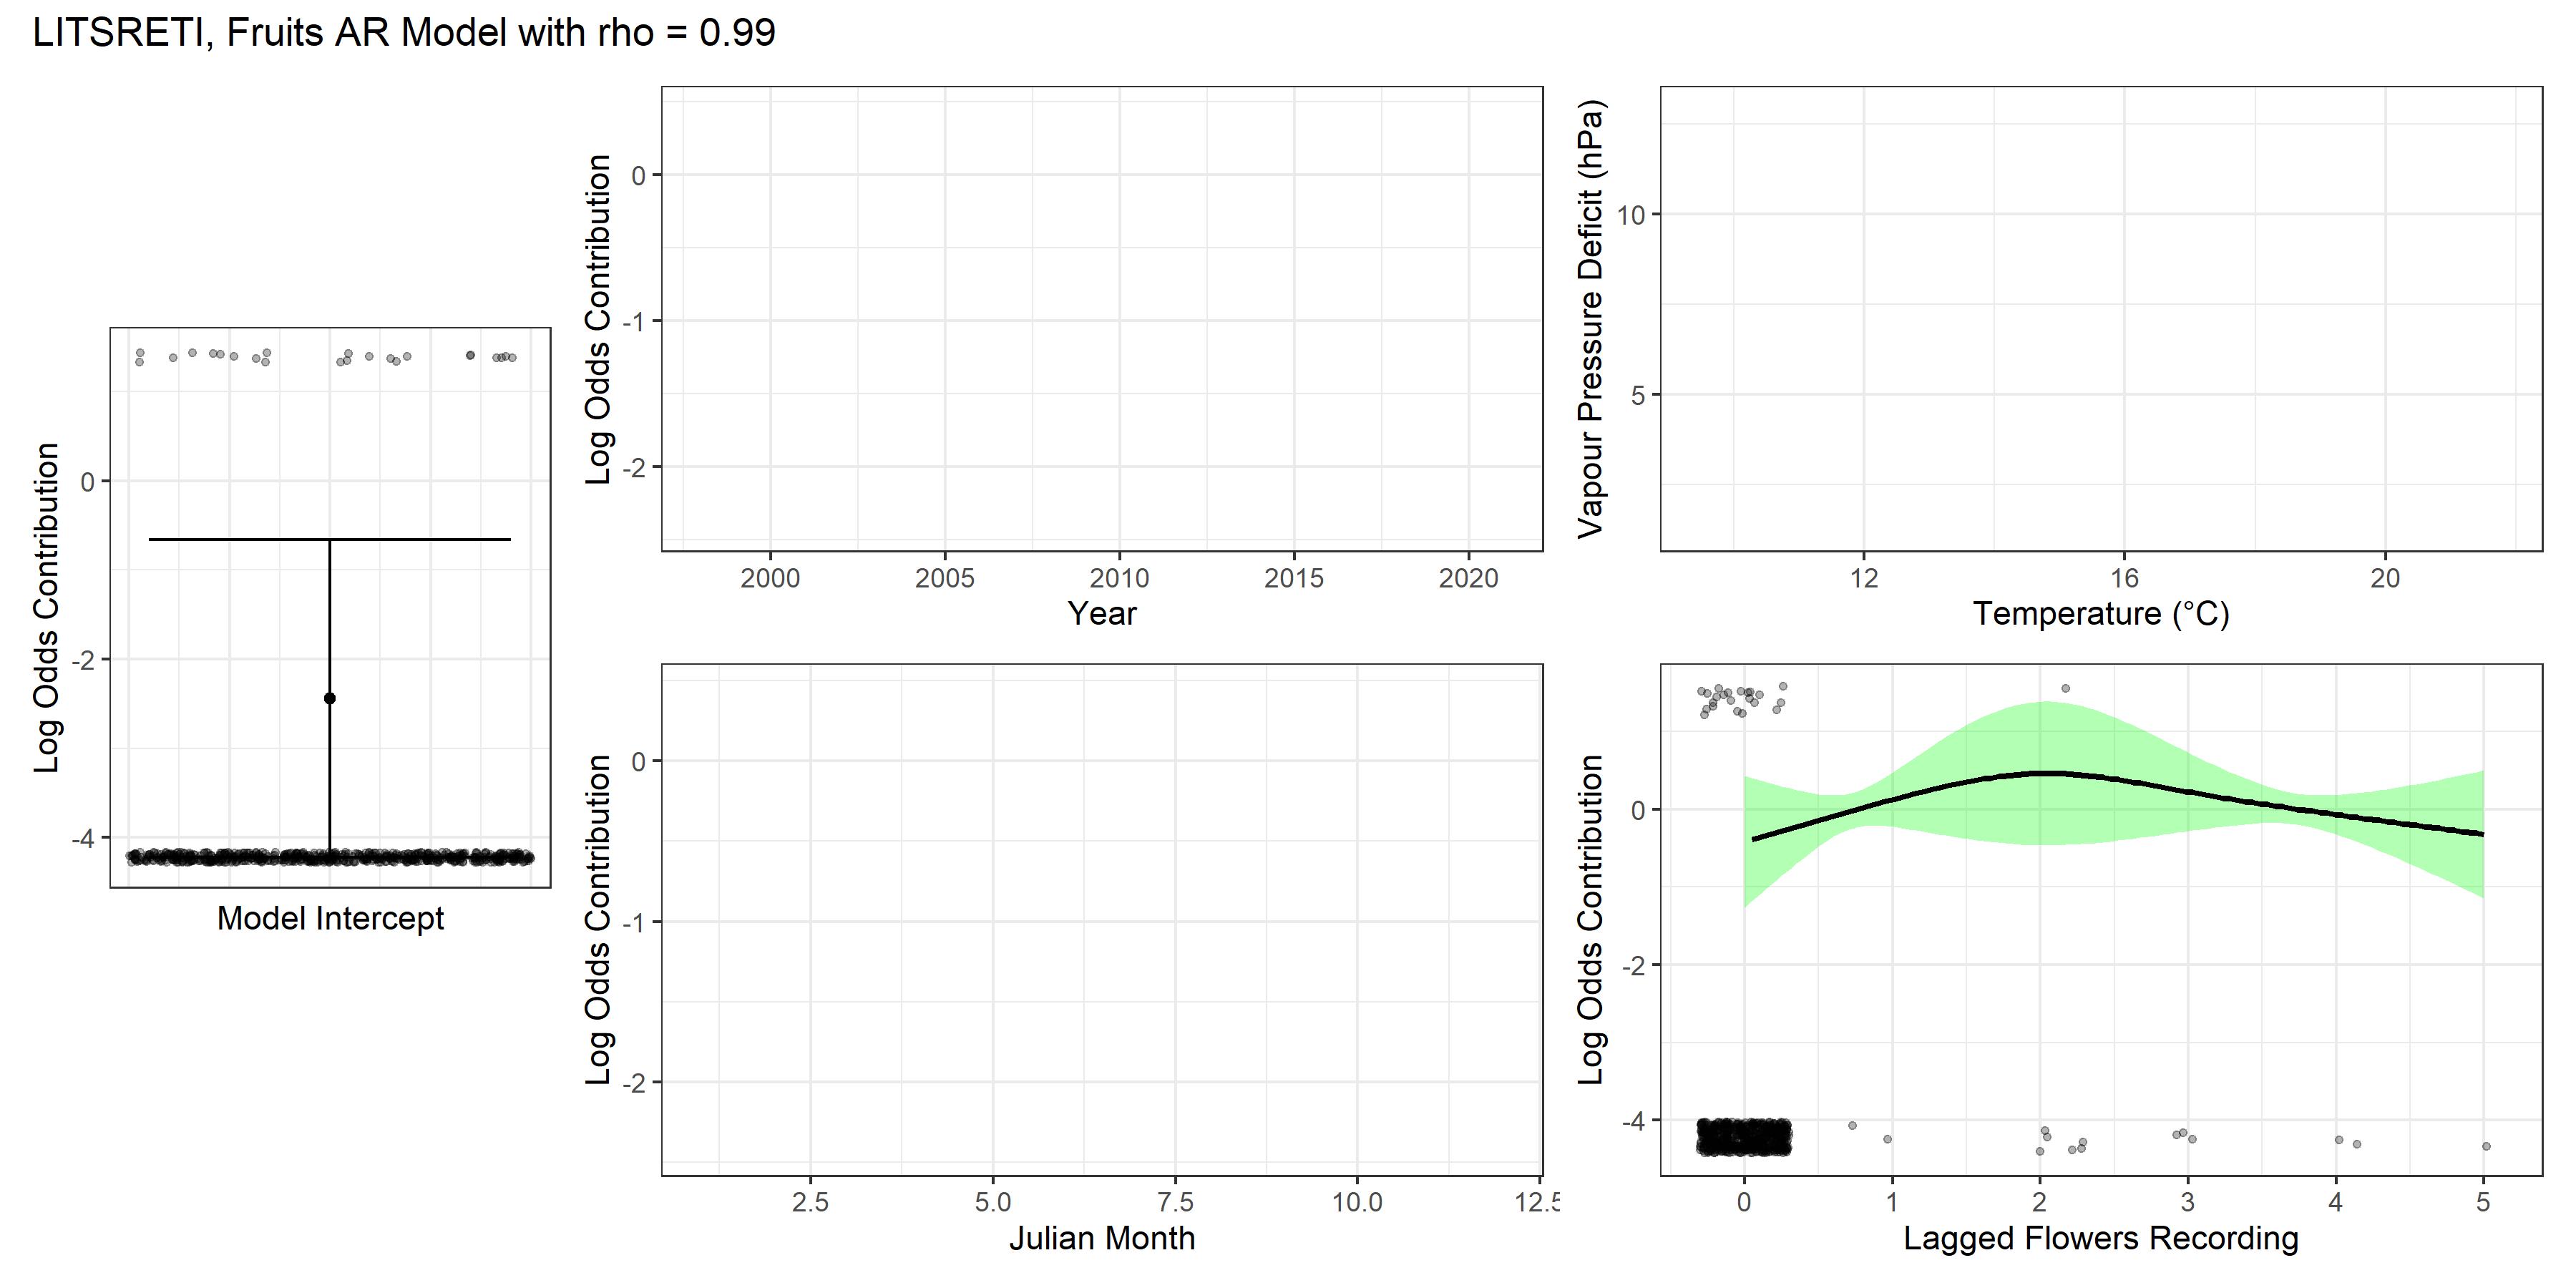 LITSRETI, Fruits AR Model with rho = 0.99
Log Odds Contribution
0
-2
-4
Model Intercept
Log Odds Contribution
0
-1
-2
2000 2005 2010 2015 2020
Year
Vapour Pressure Deficit (hPa)
10
5
12 16 20
Temperature (°C)
Log Odds Contribution
0
-1
-2
2.5 5.0 7.5 10.0 12.5
Julian Month
Log Odds Contribution
0
-2
-4
0 1 2 3 4 5
Lagged Flowers Recording